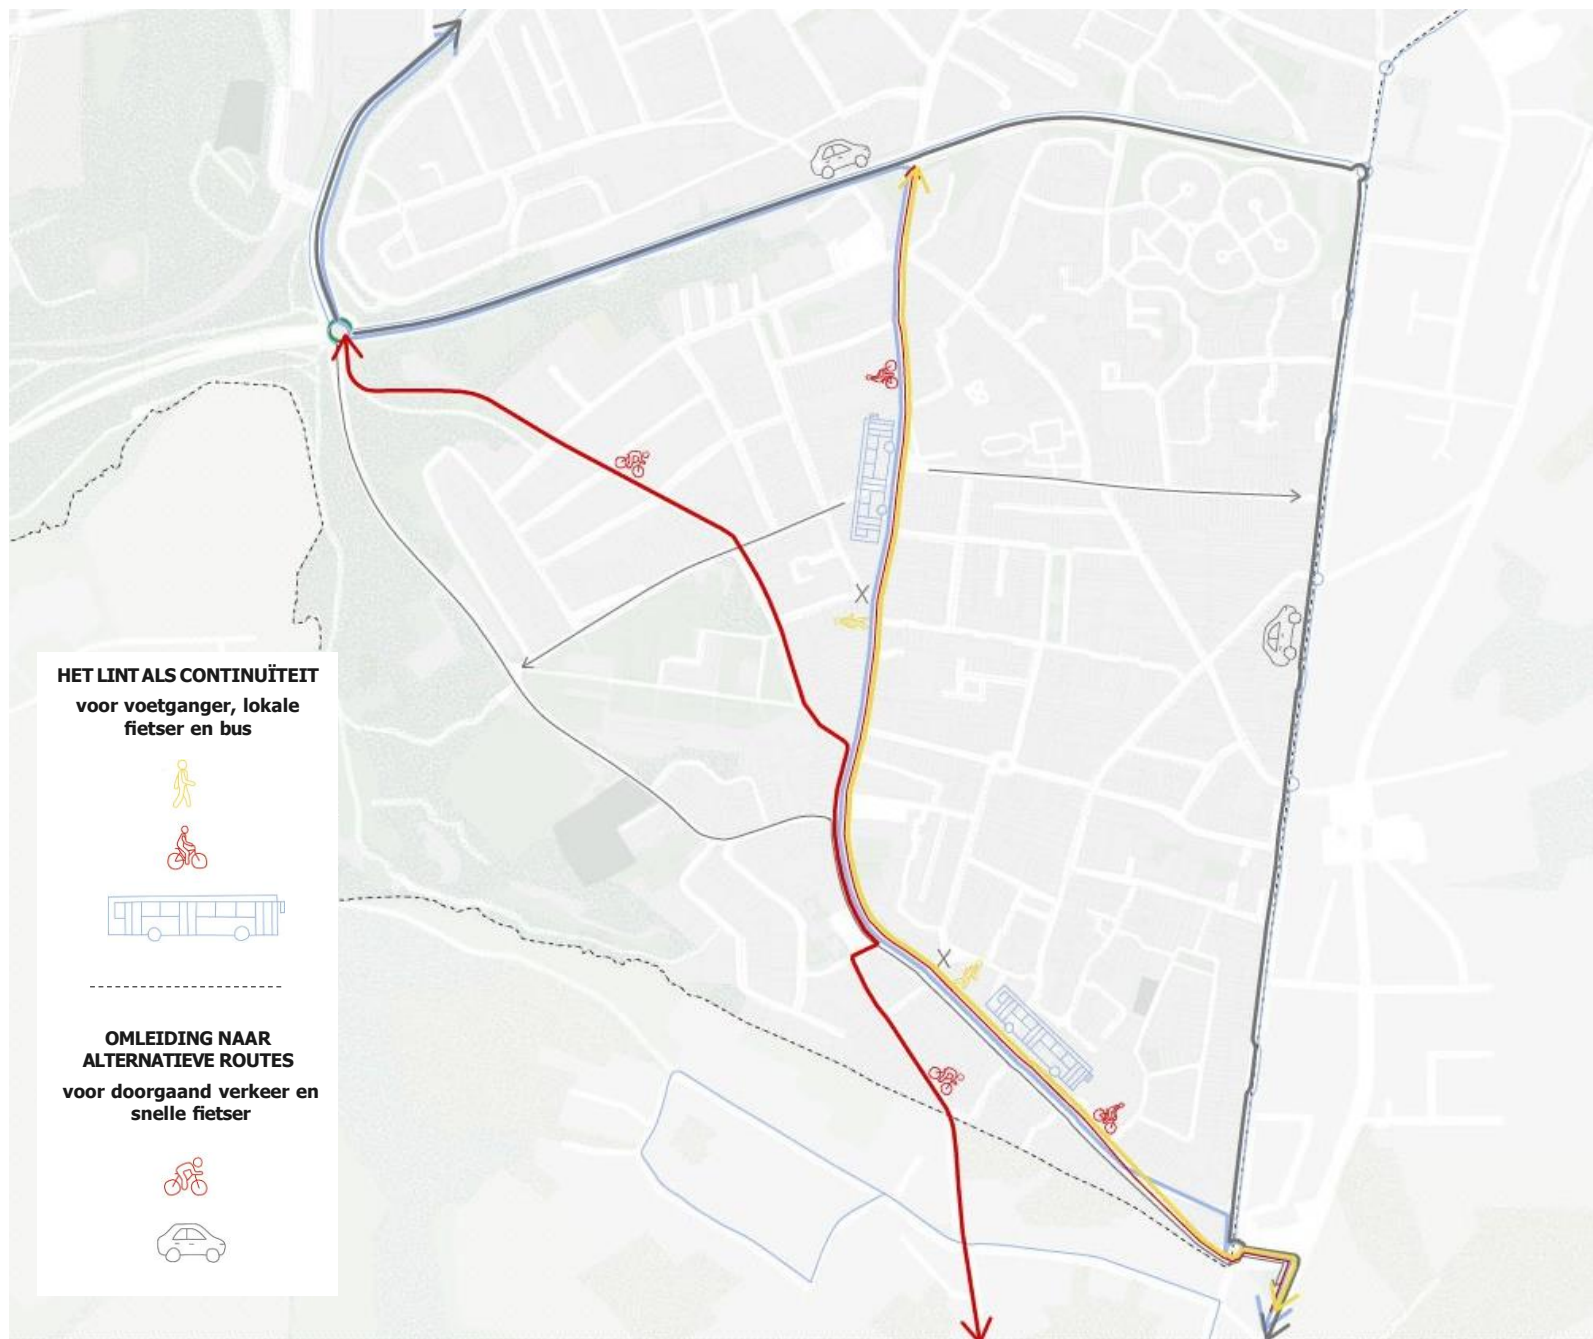 HET LINT ALS CONTINUÏTEIT
voor voetganger, lokale
fietser en bus
OMLEIDING NAAR
ALTERNATIEVE ROUTES
voor doorgaand verkeer en
snelle fietser
X
X